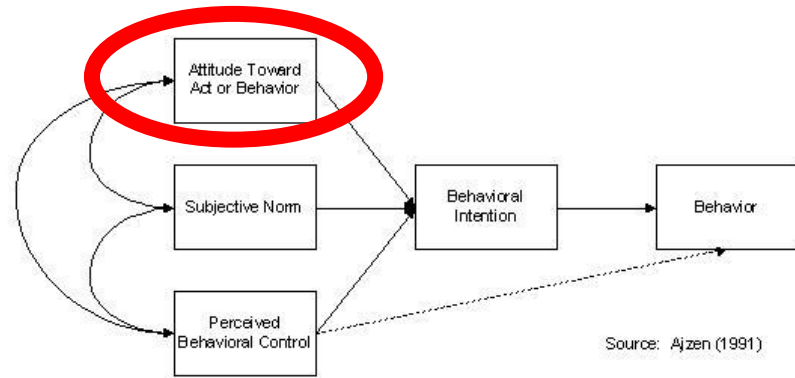 Attitude Toward
Act or Behavior
Subjective Norm
Behavioral
Intention
Behavior
Perceived
Behavioral Control
Source: Ajzen (1991)